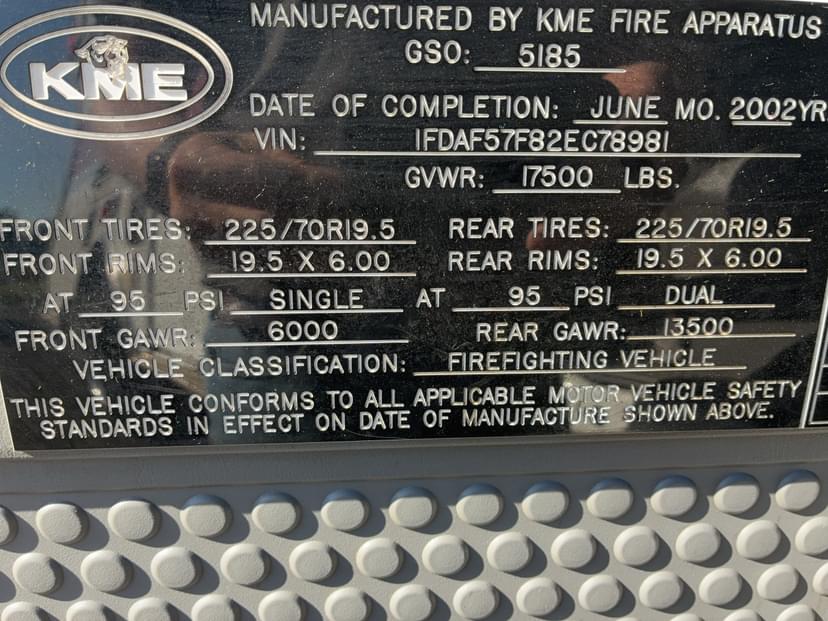 KME
MANUFACTURED BY KME FIRE APPARATUS
GSO: 5185
DATE OF COMPLETION: JUNE MO. 2002YR
VIN: 1FDAF57F82EC78981
GVWR: 17500 LBS.
FRONT TIRES: 225/70R19.5 REAR TIRES: 225/70R19.5
FRONT RIMS: 19.5 X 6.00 REAR RIMS: 19.5 X 6.00
AT 95 PSI SINGLE AT 95 PSI DUAL
FRONT GAWR: 6000 REAR GAWR: 13500
VEHICLE CLASSIFICATION: FIREFIGHTING VEHICLE
THIS VEHICLE CONFORMS TO ALL APPLICABLE MOTOR VEHICLE SAFETY
STANDARDS IN EFFECT ON DATE OF MANUFACTURE SHOWN ABOVE.